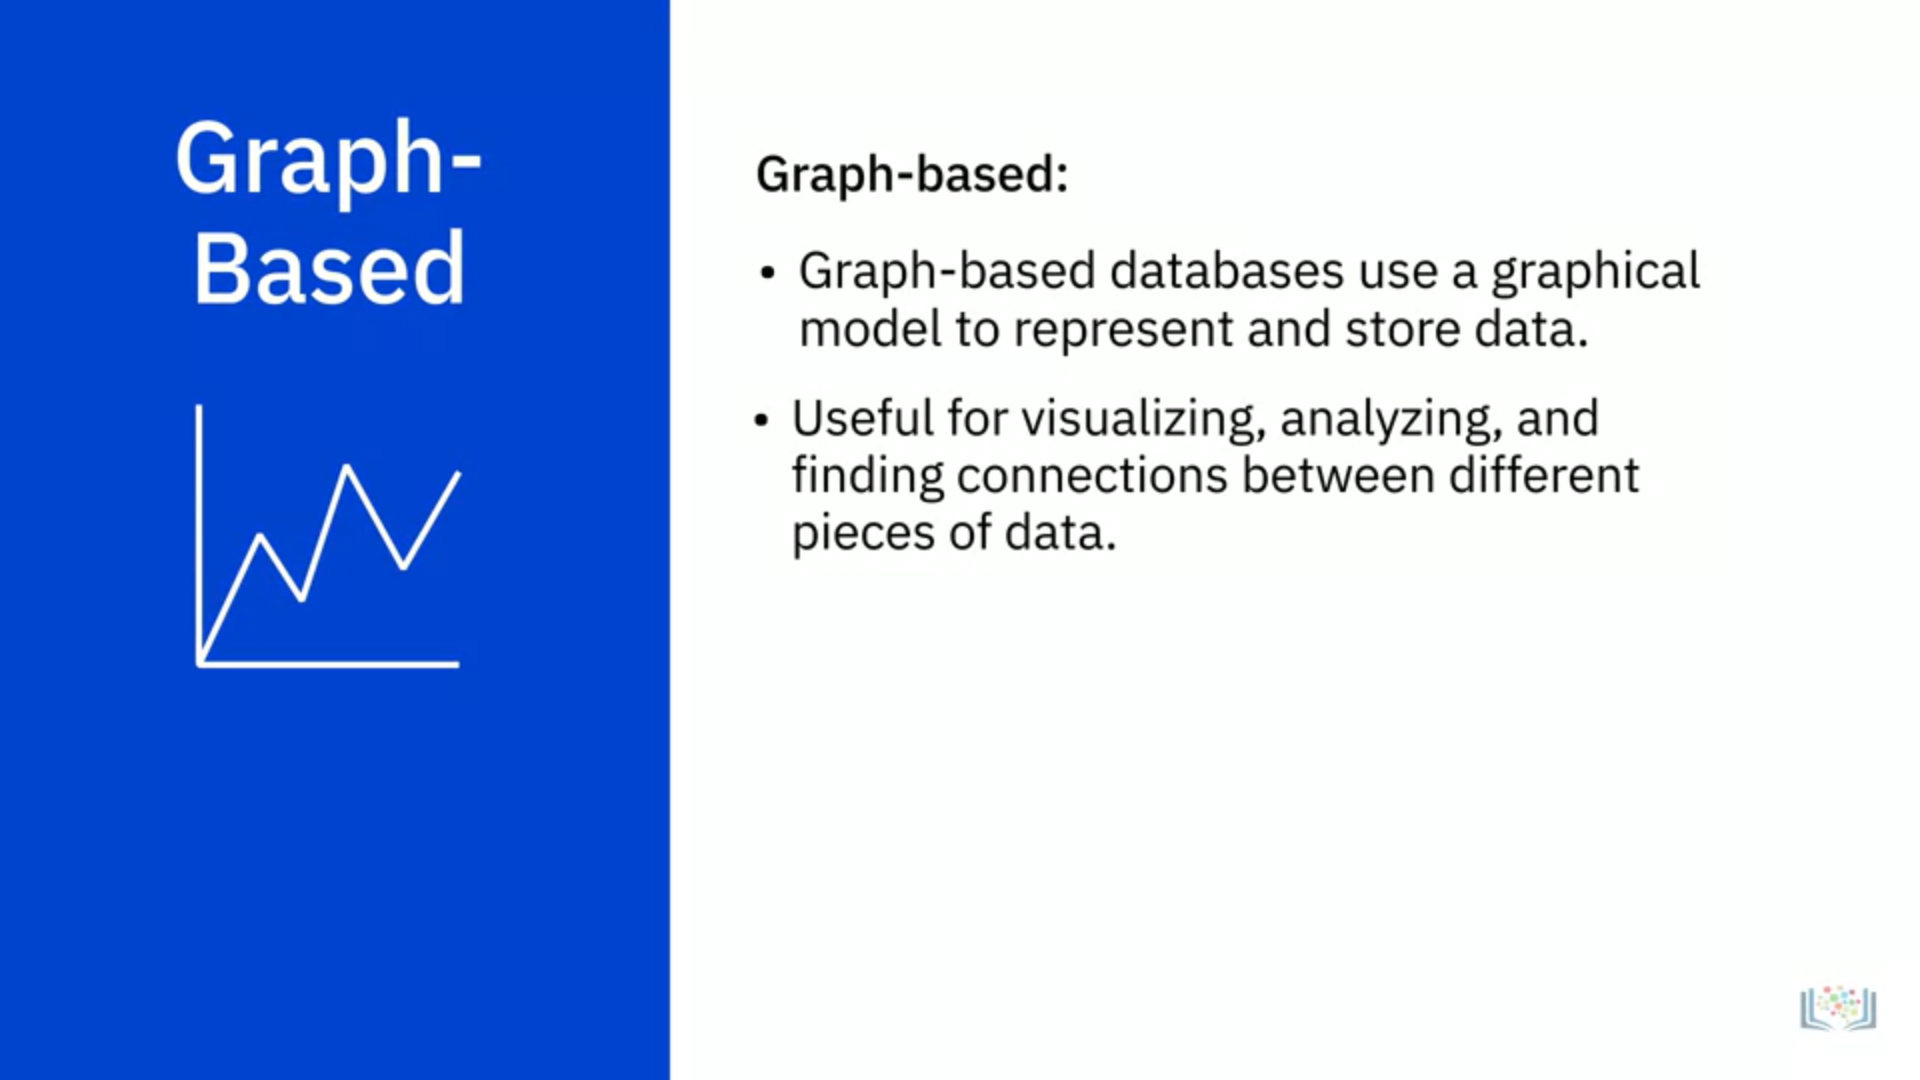 Graph-
Based
Graph-based:
• Graph-based databases use a graphical
model to represent and store data.
• Useful for visualizing, analyzing, and
finding connections between different
pieces of data.